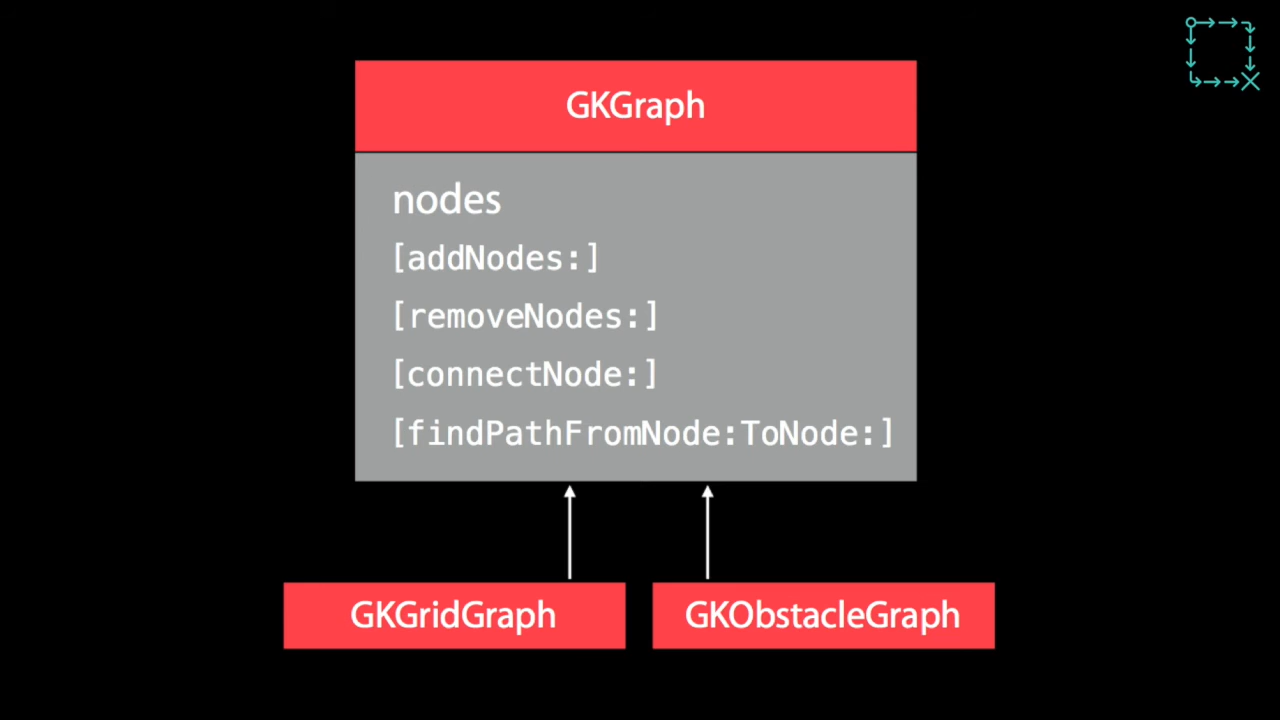 GKGraph
nodes
[addNodes:]
[removeNodes:]
[connectNode:]
[findPathFromNode:ToNode:]
GKGridGraph
GKObstacleGraph